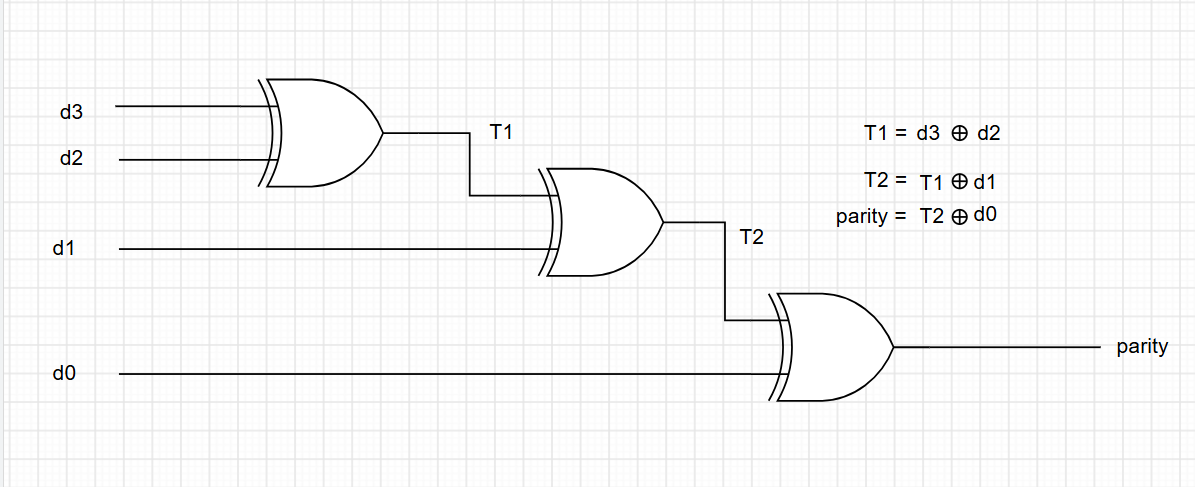 d3
d2
T1
d1
T2
d0
parity
T1 = d3 ⊕ d2
T2 = T1 ⊕ d1
parity = T2 ⊕ d0